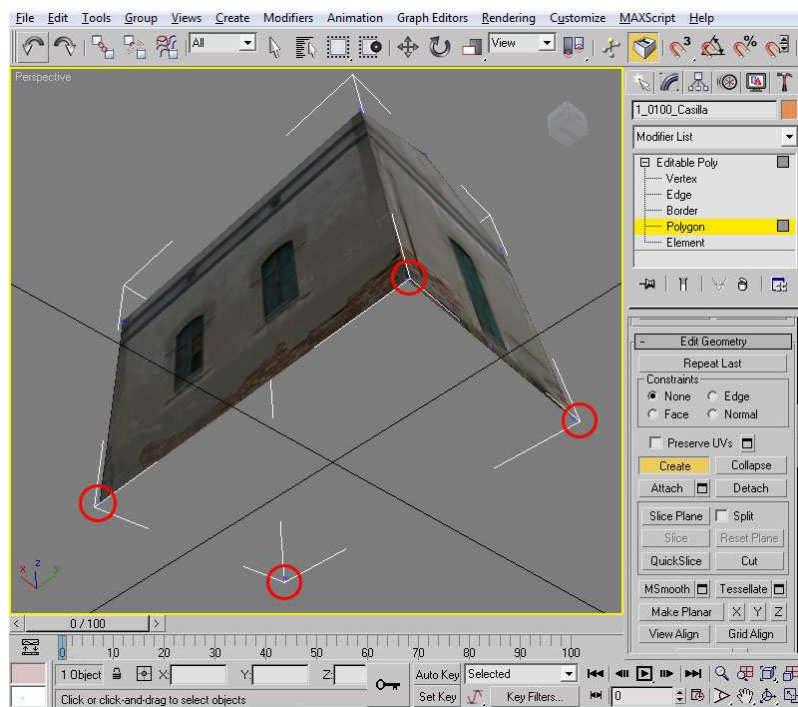 File Edit Tools Group Views Create Modifiers Animation Graph Editors Rendering Customize MAXScript Help
All
View
3
%
Perspective
1_0100_Casilla
Modifier List
Editable Poly
Vertex
Edge
Border
Polygon
Element
- Edit Geometry
Repeat Last
Constraints
None Edge
Face Normal
Preserve UVs
Create Collapse
Attach Detach
Slice Plane Split
Slice Reset Plane
QuickSlice Cut
MSmooth Tessellate
Make Planar X Y Z
View Align Grid Align
x z y
< 0 / 100 >
0 10 20 30 40 50 60 70 80 90 100
1 Object X: Y: Z: Auto Key Selected
Click or click-and-drag to select objects Set Key Key Filters... 0